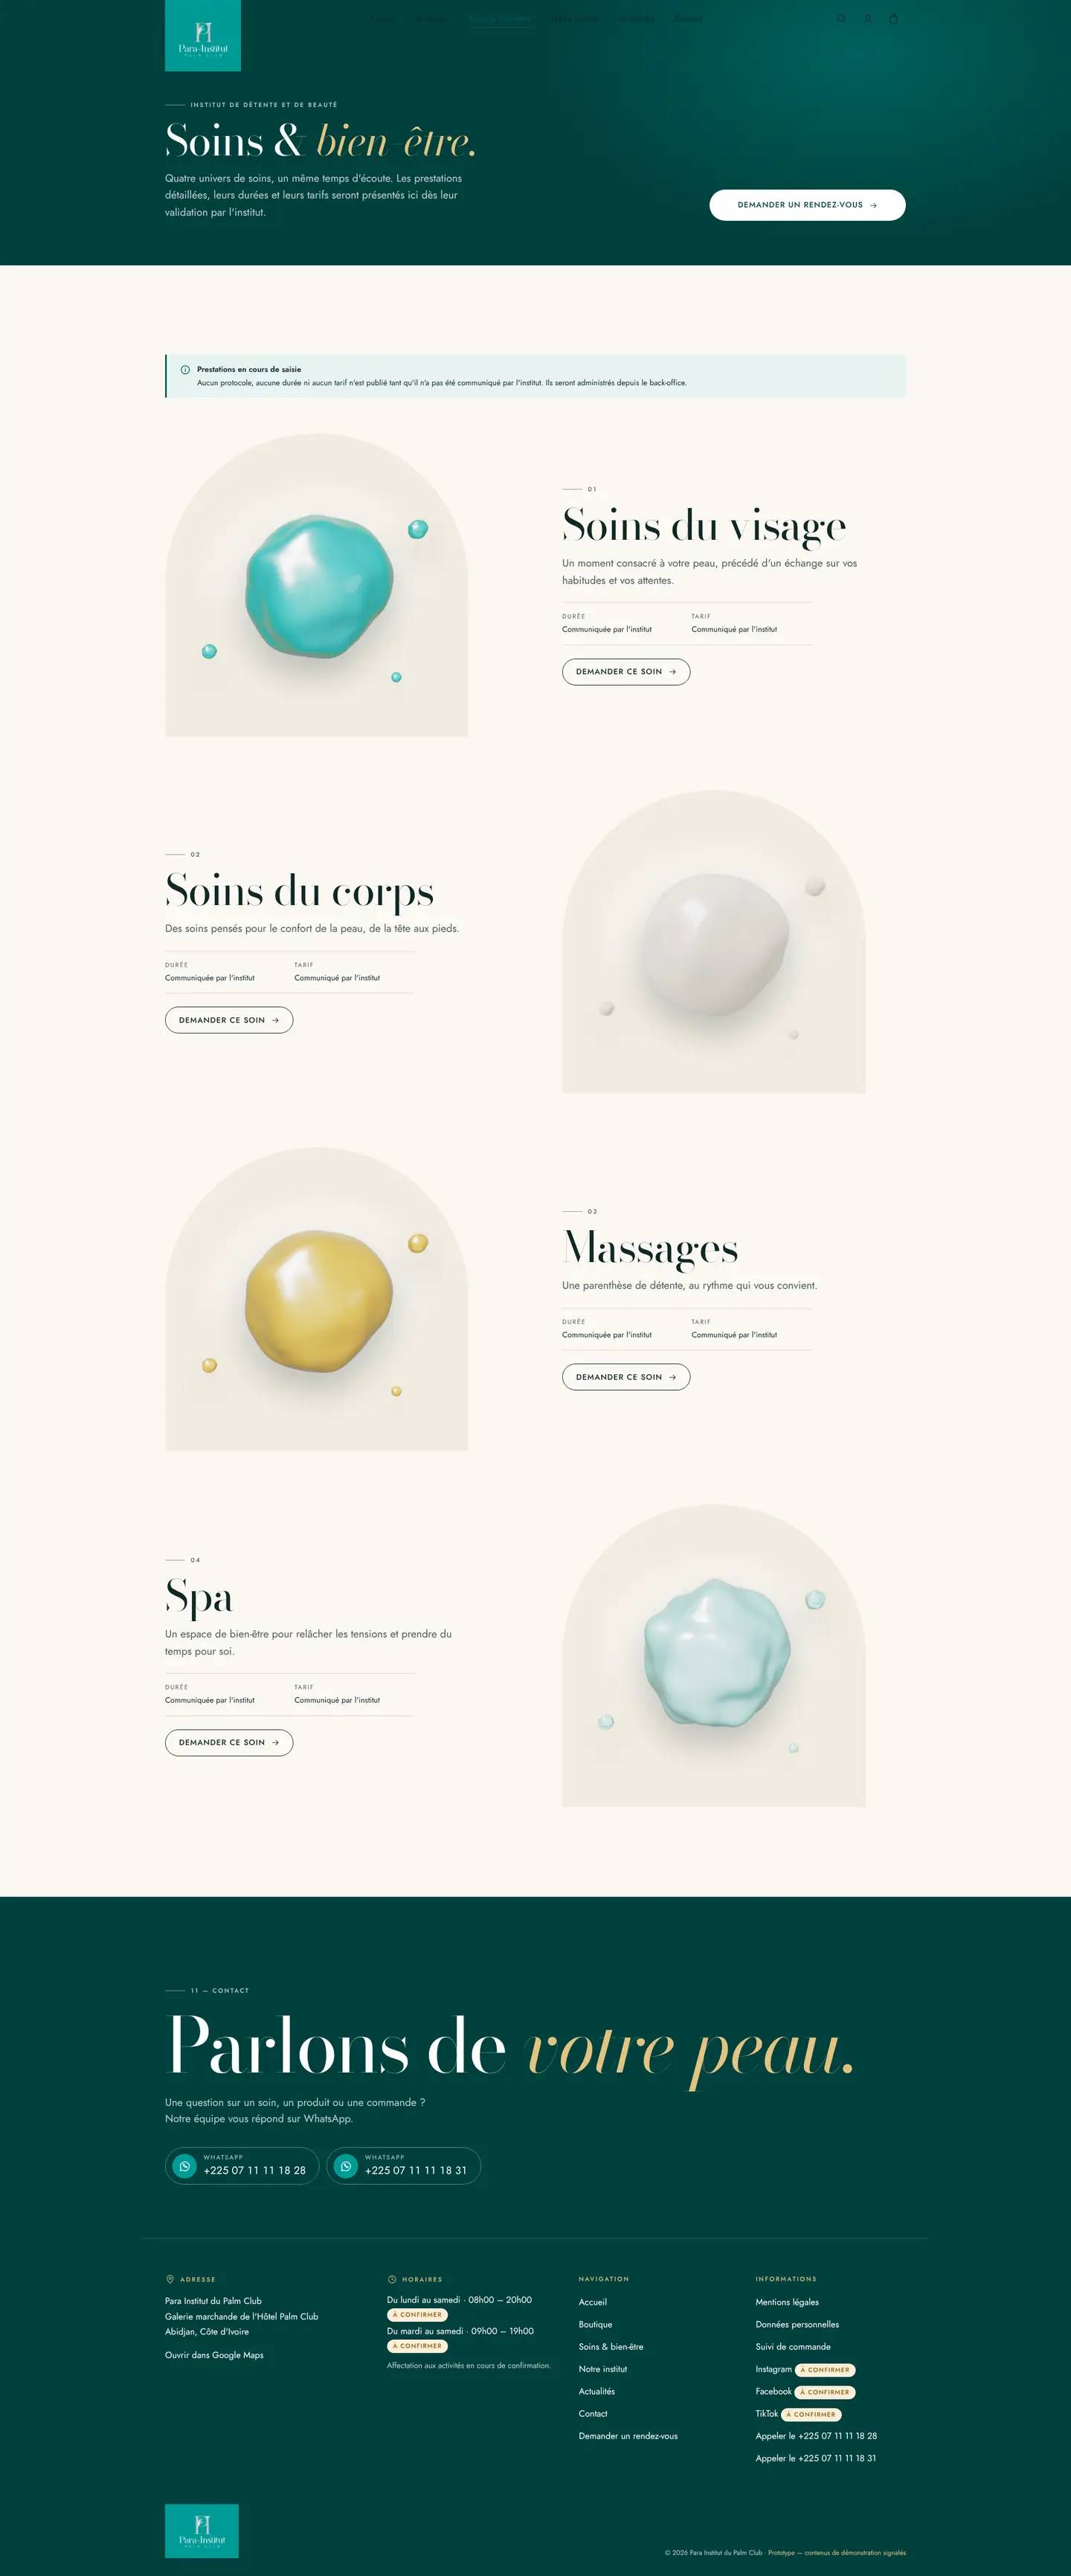 Para-Institut
PALM CLUB
Contact
INSTITUT DE DÉTENTE ET DE BEAUTÉ
Soins & bien-être.
Quatre univers de soins, un même temps d'écoute. Les prestations
détaillées, leurs durées et leurs tarifs seront présentés ici dès leur
validation par l'institut.
DEMANDER UN RENDEZ-VOUS →
Prestations en cours de saisie
Aucun protocole, aucune durée ni aucun tarif n'est publié tant qu'il n'a pas été communiqué par l'institut. Ils seront administrés depuis le back-office.
01
Soins du visage
Un moment consacré à votre peau, précédé d'un échange sur vos
habitudes et vos attentes.
DURÉE TARIF
Communiquée par l'institut Communiqué par l'institut
DEMANDER CE SOIN →
02
Soins du corps
Des soins pensés pour le confort de la peau, de la tête aux pieds.
DURÉE TARIF
Communiquée par l'institut Communiqué par l'institut
DEMANDER CE SOIN →
03
Massages
Une parenthèse de détente, au rythme qui vous convient.
DURÉE TARIF
Communiquée par l'institut Communiqué par l'institut
DEMANDER CE SOIN →
04
Spa
Un espace de bien-être pour relâcher les tensions et prendre du
temps pour soi.
DURÉE TARIF
Communiquée par l'institut Communiqué par l'institut
DEMANDER CE SOIN →
11 — CONTACT
Parlons de votre peau.
Une question sur un soin, un produit ou une commande ?
Notre équipe vous répond sur WhatsApp.
WHATSAPP
+225 07 11 11 18 28
WHATSAPP
+225 07 11 11 18 31
ADRESSE
Para Institut du Palm Club
Galerie marchande de l'Hôtel Palm Club
Abidjan, Côte d'Ivoire
Ouvrir dans Google Maps
HORAIRES
Du lundi au samedi · 08h00 – 20h00
À CONFIRMER
Du mardi au samedi · 09h00 – 19h00
À CONFIRMER
Affectation aux activités en cours de confirmation.
NAVIGATION
Accueil
Boutique
Soins & bien-être
Notre institut
Actualités
Contact
Demander un rendez-vous
INFORMATIONS
Mentions légales
Données personnelles
Suivi de commande
Instagram À CONFIRMER
Facebook À CONFIRMER
TikTok À CONFIRMER
Appeler le +225 07 11 11 18 28
Appeler le +225 07 11 11 18 31
Para-Institut
PALM CLUB
© 2026 Para Institut du Palm Club · Prototype — contenus de démonstration signalés